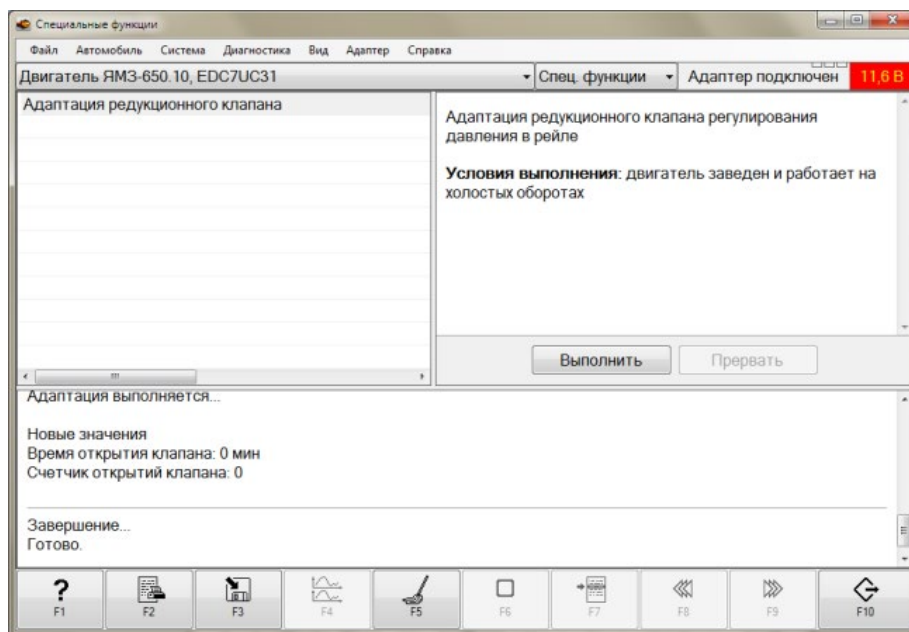 Специальные функции
Файл Автомобиль Система Диагностика Вид Адаптер Справка
Двигатель ЯМЗ-650.10, EDC7UC31 Спец. функции Адаптер подключен 11,6 В
Адаптация редукционного клапана
Адаптация редукционного клапана регулирования
давления в рейле
Условия выполнения: двигатель заведен и работает на
холостых оборотах
Выполнить Прервать
Адаптация выполняется...
Новые значения
Время открытия клапана: 0 мин
Счетчик открытий клапана: 0
Завершение...
Готово.
? F1 F2 F3 F4 F5 F6 F7 F8 F9 F10